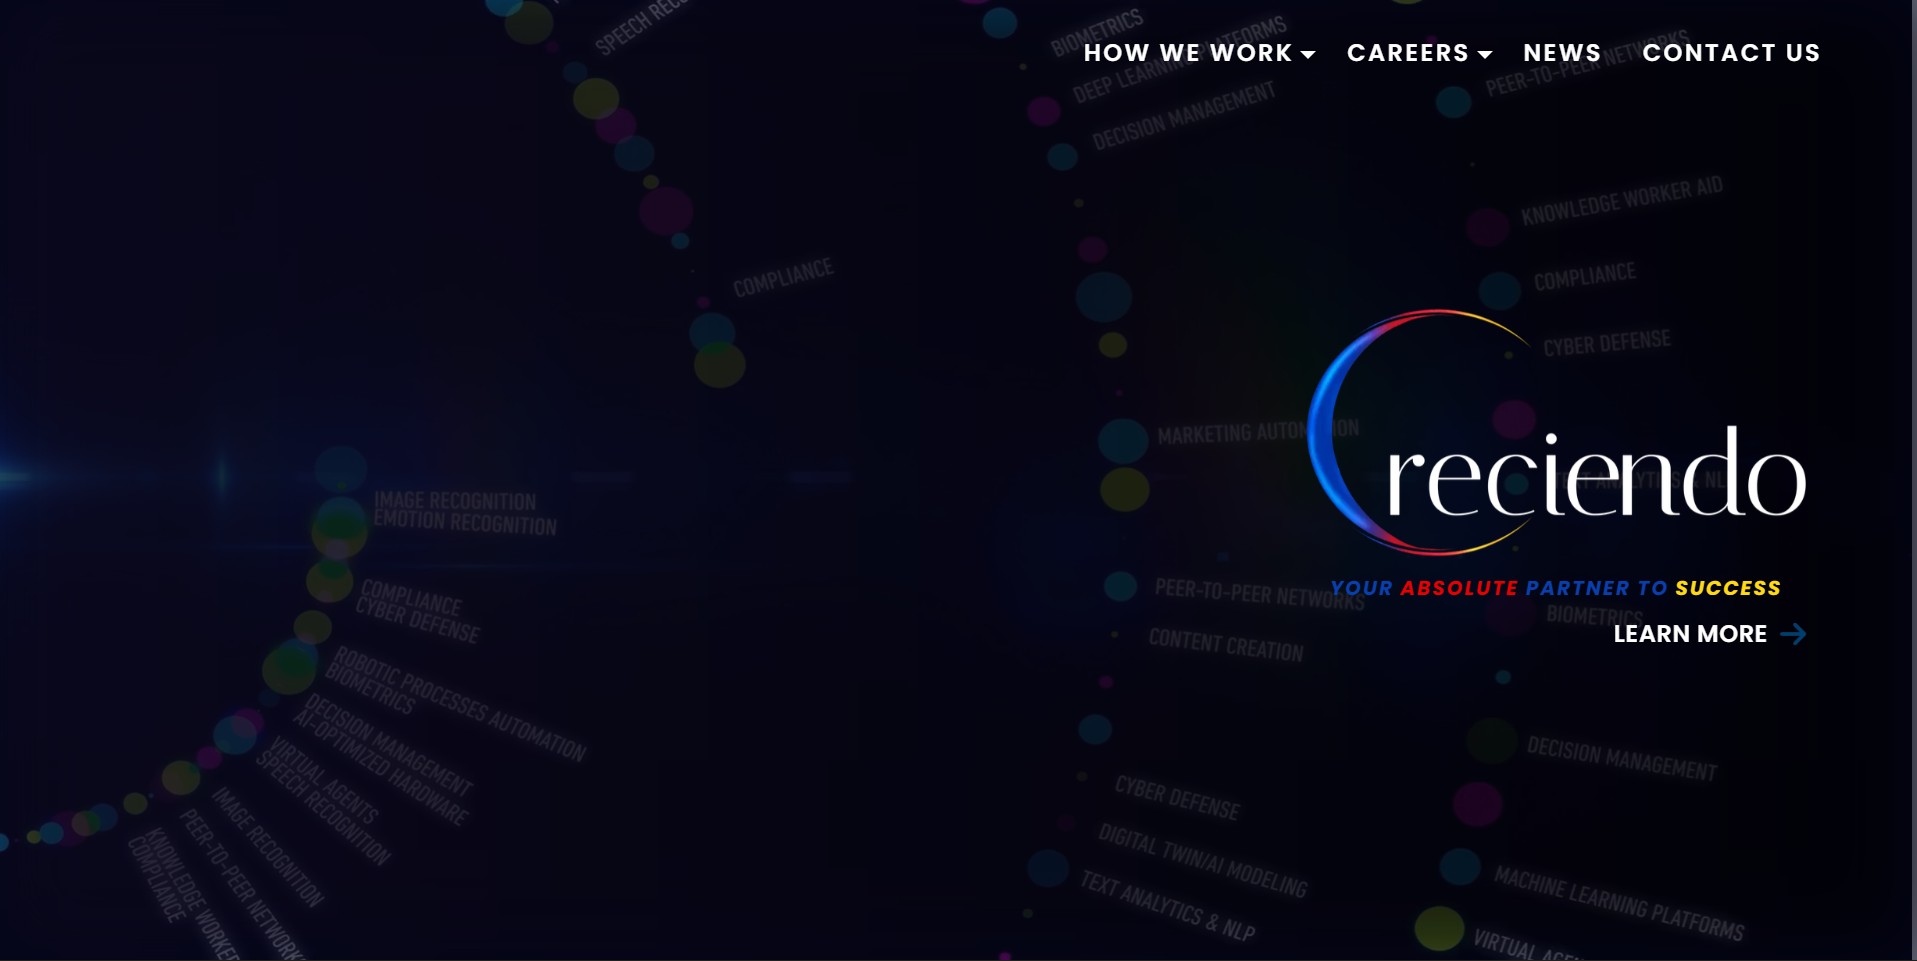 HOW WE WORK
CAREERS
NEWS
CONTACT US
BIOMETRICS
DEEP LEARNING PLATFORMS
DECISION MANAGEMENT
PEER-TO-PEER NETWORKS
KNOWLEDGE WORKER AID
COMPLIANCE
COMPLIANCE
CYBER DEFENSE
MARKETING AUTOMATION
Creciendo
TEXT ANALYTICS & NLP
IMAGE RECOGNITION
EMOTION RECOGNITION
COMPLIANCE
CYBER DEFENSE
PEER-TO-PEER NETWORKS
YOUR ABSOLUTE PARTNER TO SUCCESS
BIOMETRICS
LEARN MORE
CONTENT CREATION
ROBOTIC PROCESSES AUTOMATION
BIOMETRICS
DECISION MANAGEMENT
AI-OPTIMIZED HARDWARE
VIRTUAL AGENTS
SPEECH RECOGNITION
IMAGE RECOGNITION
PEER-TO-PEER NETWORK
KNOWLEDGE WORKER
COMPLIANCE
DECISION MANAGEMENT
CYBER DEFENSE
DIGITAL TWIN/AI MODELING
TEXT ANALYTICS & NLP
MACHINE LEARNING PLATFORMS
VIRTUAL
SPEECH